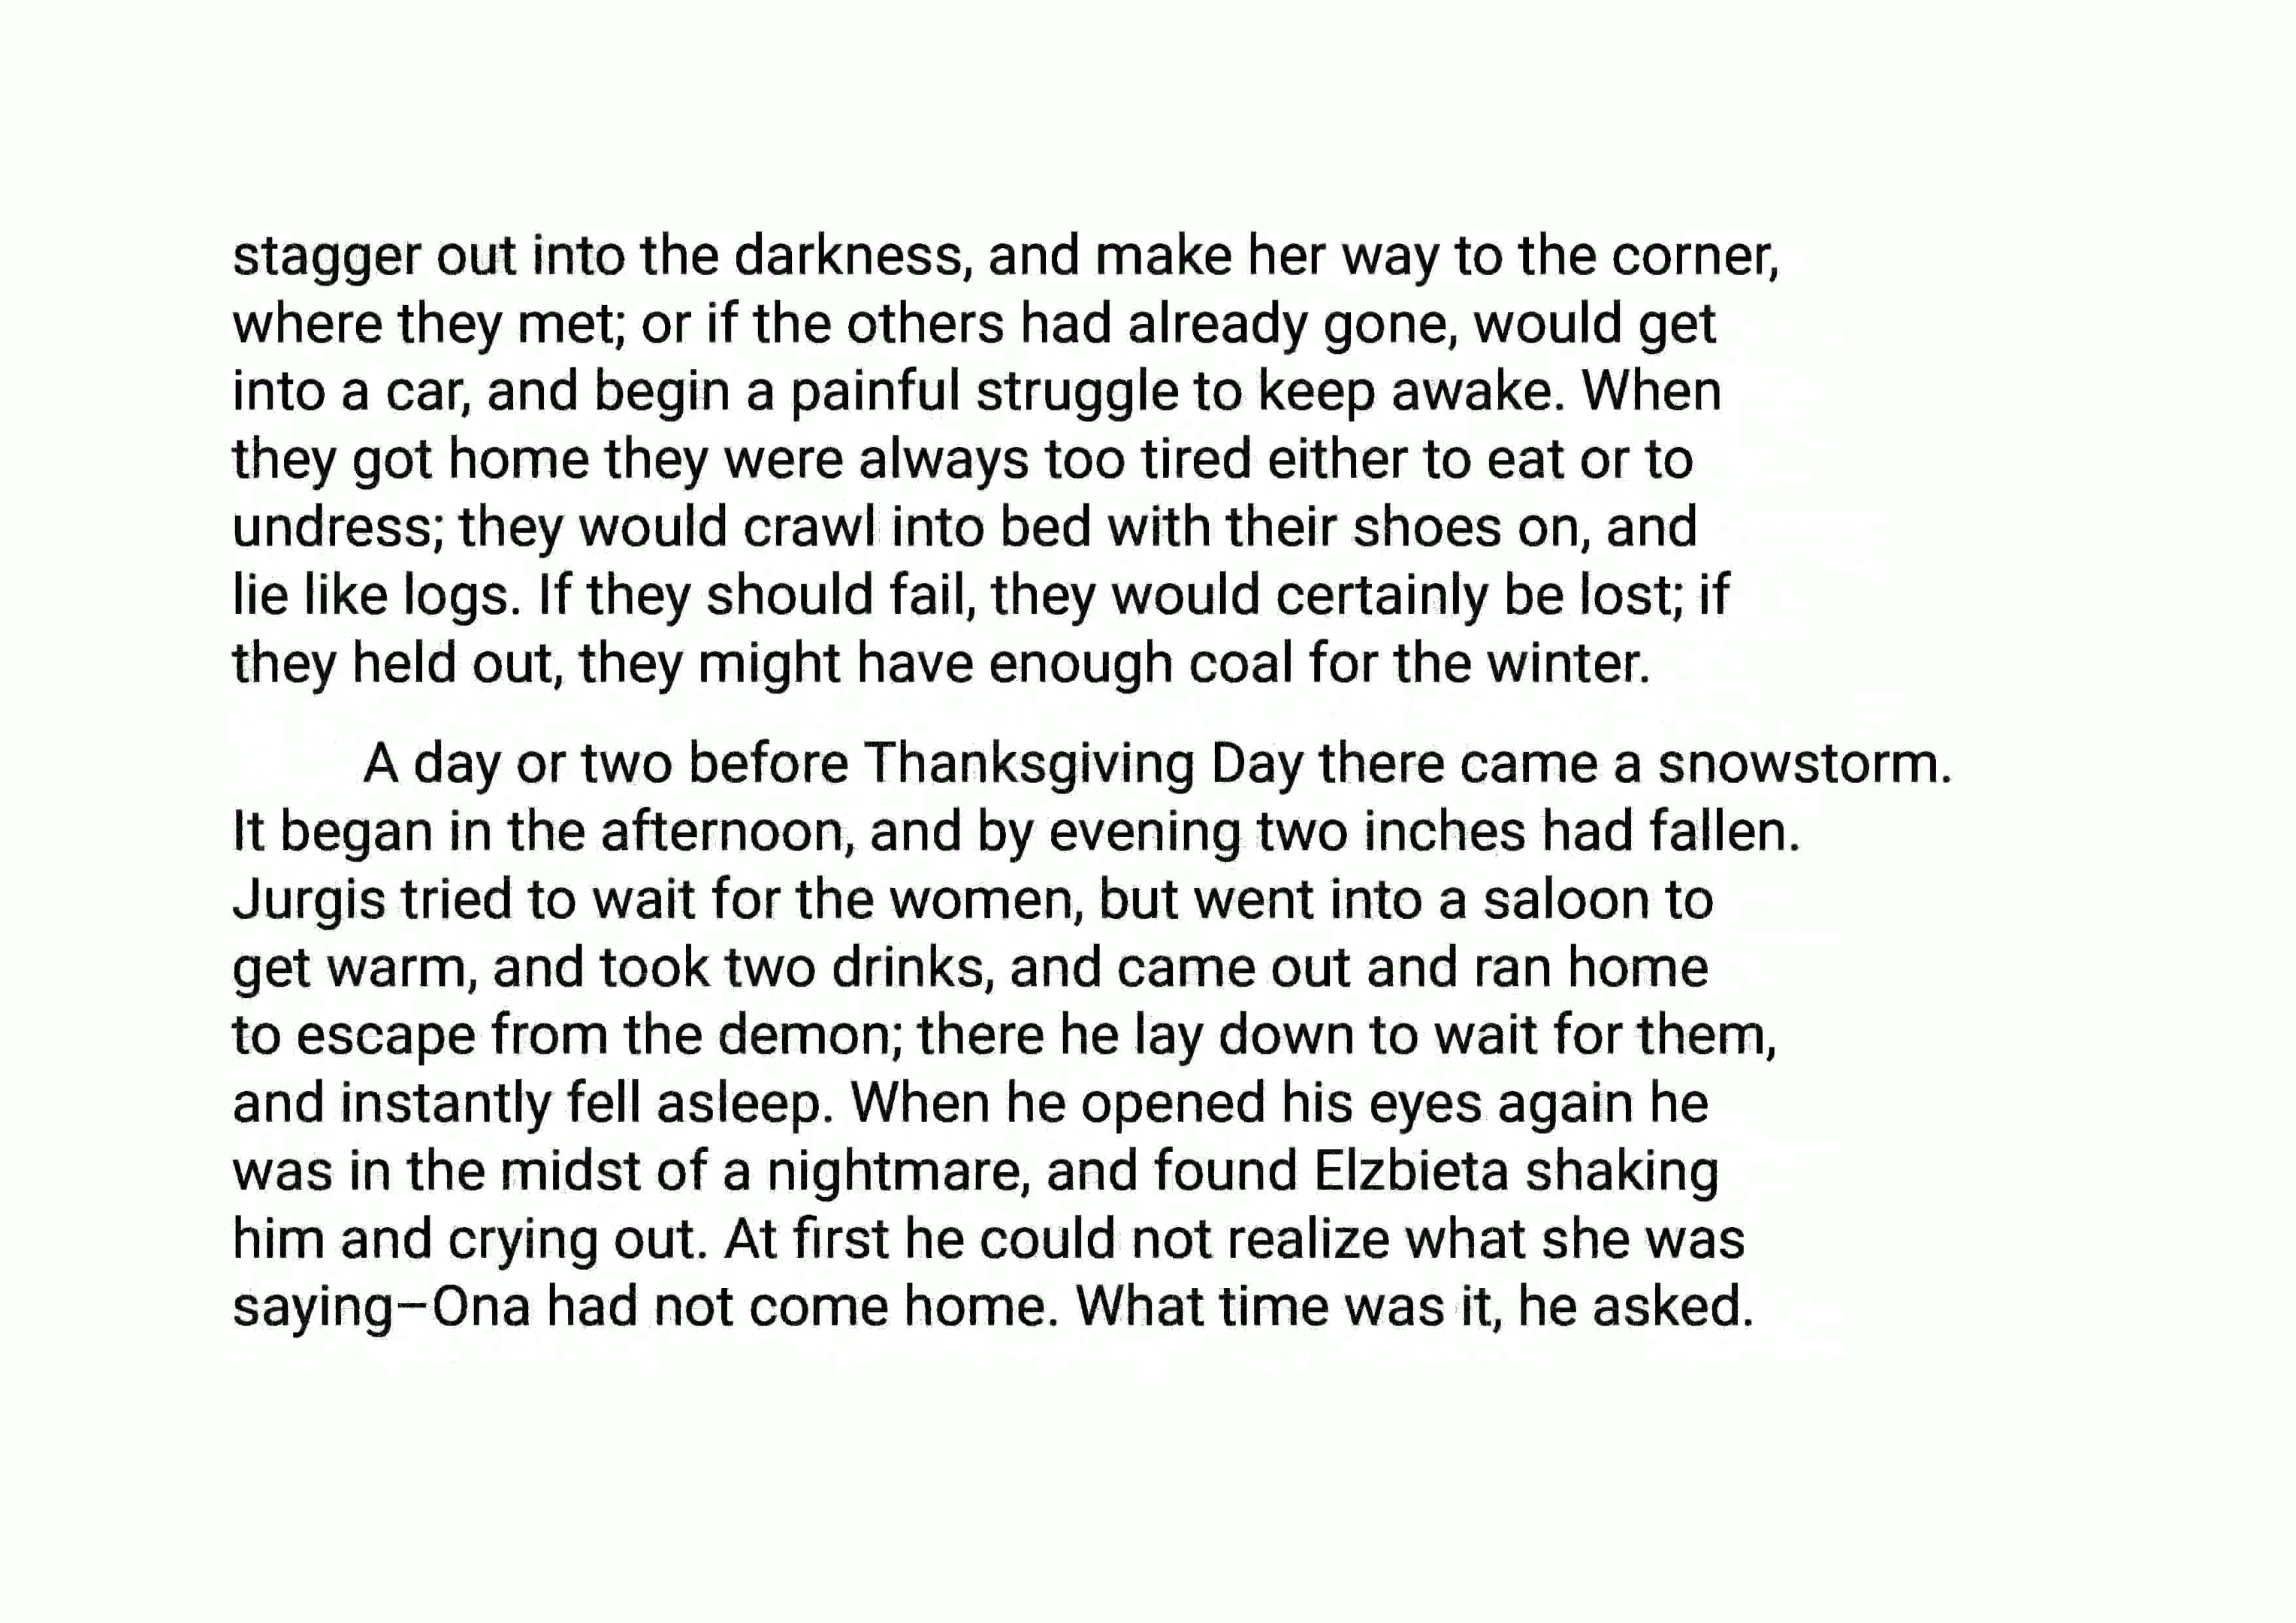 stagger out into the darkness, and make her way to the corner,
where they met; or if the others had already gone, would get
into a car, and begin a painful struggle to keep awake. When
they got home they were always too tired either to eat or to
undress; they would crawl into bed with their shoes on, and
lie like logs. If they should fail, they would certainly be lost; if
they held out, they might have enough coal for the winter.
A day or two before Thanksgiving Day there came a snowstorm.
It began in the afternoon, and by evening two inches had fallen.
Jurgis tried to wait for the women, but went into a saloon to
get warm, and took two drinks, and came out and ran home
to escape from the demon; there he lay down to wait for them,
and instantly fell asleep. When he opened his eyes again he
was in the midst of a nightmare, and found Elzbieta shaking
him and crying out. At first he could not realize what she was
saying–Ona had not come home. What time was it, he asked.